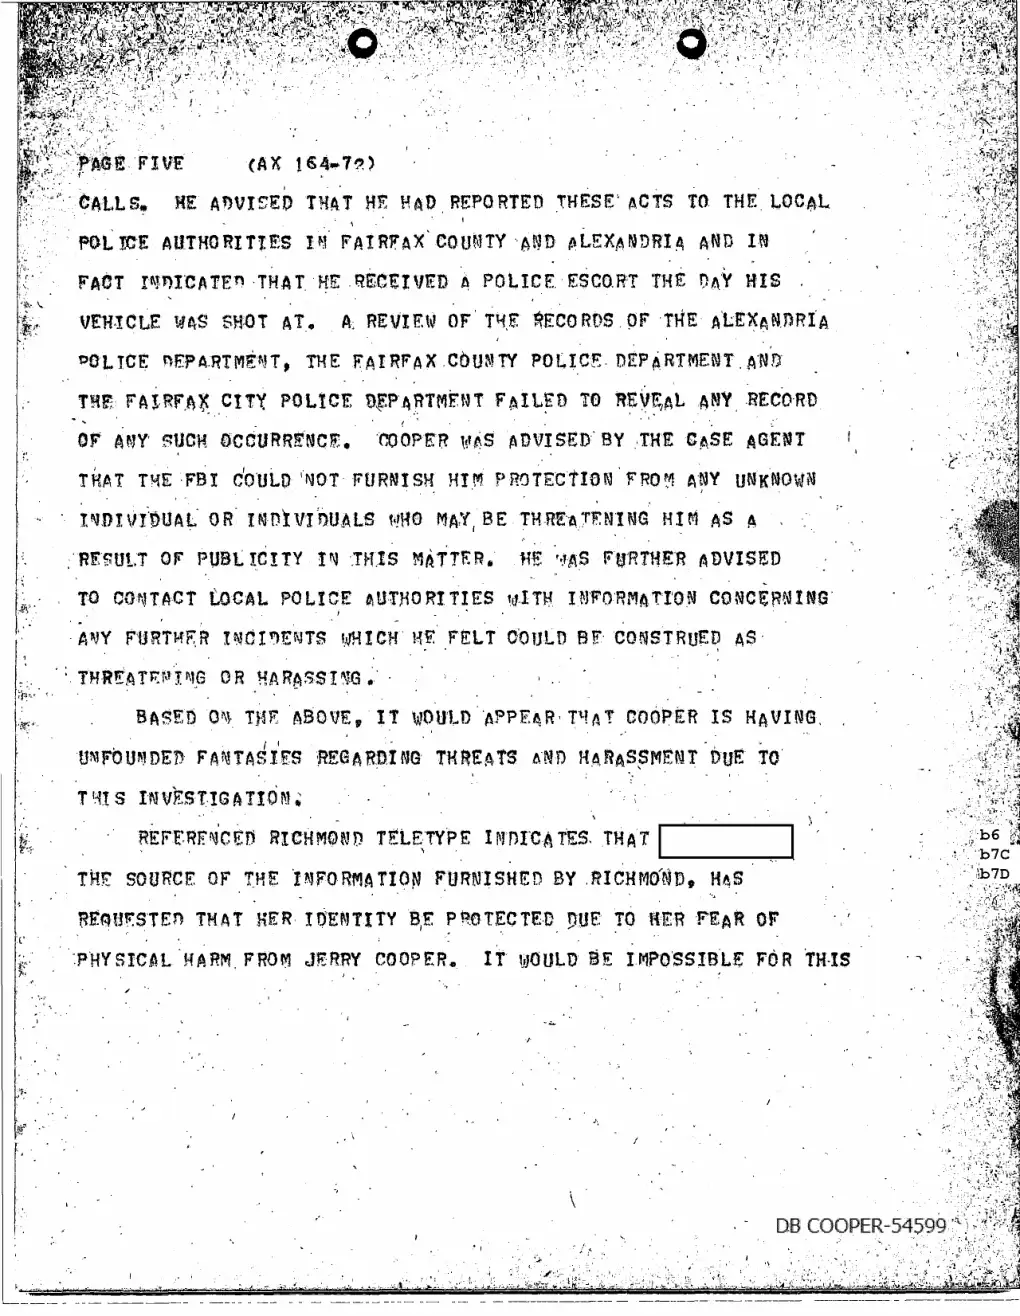 PAGE FIVE (AX 164-72)
CALLS. HE ADVISED THAT HE HAD REPORTED THESE ACTS TO THE LOCAL
POLICE AUTHORITIES IN FAIRFAX COUNTY AND ALEXANDRIA AND IN
FACT INDICATED THAT HE RECEIVED A POLICE ESCORT THE DAY HIS
VEHICLE WAS SHOT AT. A REVIEW OF THE RECORDS OF THE ALEXANDRIA
POLICE DEPARTMENT, THE FAIRFAX COUNTY POLICE DEPARTMENT AND
THE FAIRFAX CITY POLICE DEPARTMENT FAILED TO REVEAL ANY RECORD
OF ANY SUCH OCCURRENCE. COOPER WAS ADVISED BY THE CASE AGENT
THAT THE FBI COULD NOT FURNISH HIM PROTECTION FROM ANY UNKNOWN
INDIVIDUAL OR INDIVIDUALS WHO MAY BE THREATENING HIM AS A
RESULT OF PUBLICITY IN THIS MATTER. HE WAS FURTHER ADVISED
TO CONTACT LOCAL POLICE AUTHORITIES WITH INFORMATION CONCERNING
ANY FURTHER INCIDENTS WHICH HE FELT COULD BE CONSTRUED AS
THREATENING OR HARASSING.
BASED ON THE ABOVE, IT WOULD APPEAR THAT COOPER IS HAVING
UNFOUNDED FANTASIES REGARDING THREATS AND HARASSMENT DUE TO
THIS INVESTIGATION.
REFERENCED RICHMOND TELETYPE INDICATES THAT
THE SOURCE OF THE INFORMATION FURNISHED BY RICHMOND, HAS
REQUESTED THAT HER IDENTITY BE PROTECTED DUE TO HER FEAR OF
PHYSICAL HARM FROM JERRY COOPER. IT WOULD BE IMPOSSIBLE FOR THIS
b6
b7C
b7D
DB COOPER-54599